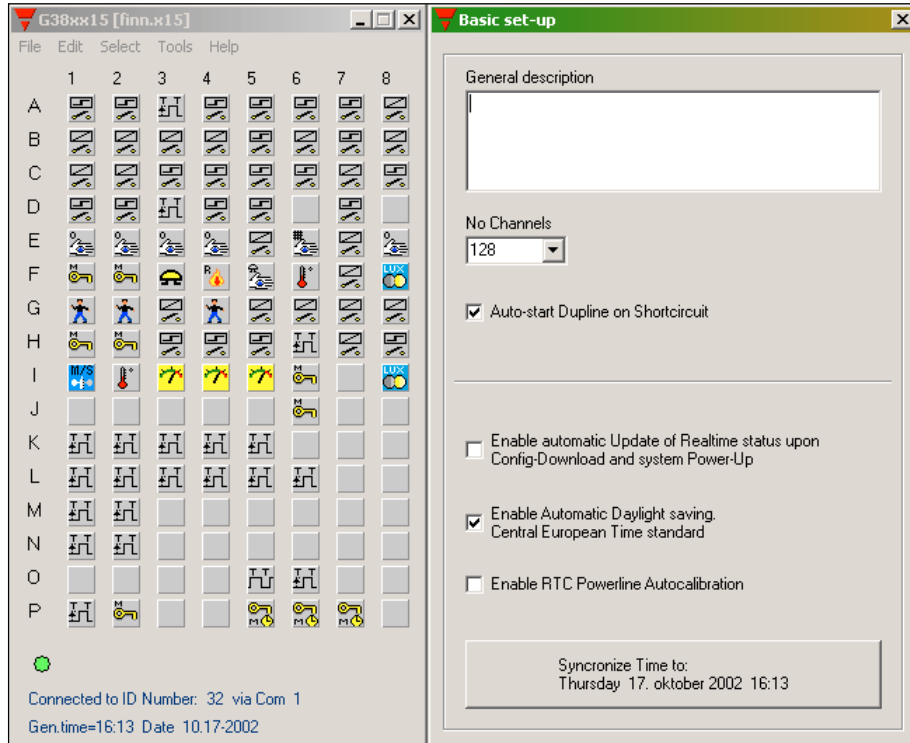 G38xx15 [finn.x15]
File Edit Select Tools Help
1 2 3 4 5 6 7 8
A
B
C
D
E
F
G
H
I
J
K
L
M
N
O
P
M/S
LUX
LUX
Connected to ID Number: 32 via Com 1
Gen.time=16:13 Date 10.17-2002
Basic set-up
General description
No Channels
128
Auto-start Dupline on Shortcircuit
Enable automatic Update of Realtime status upon
Config-Download and system Power-Up
Enable Automatic Daylight saving.
Central European Time standard
Enable RTC Powerline Autocalibration
Syncronize Time to:
Thursday 17. oktober 2002 16:13